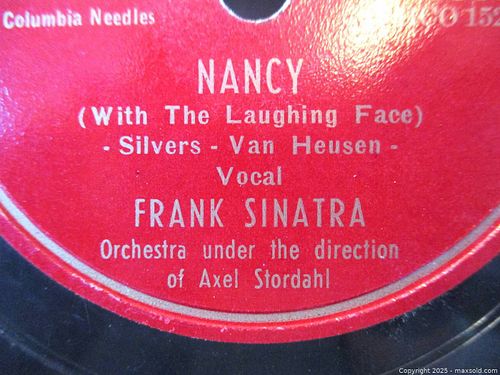 Columbia Needles
NANCY
(With The Laughing Face)
- Silvers - Van Heusen -
Vocal
FRANK SINATRA
Orchestra under the direction
of Axel Stordahl
Copyright 2025 - maxsold.com